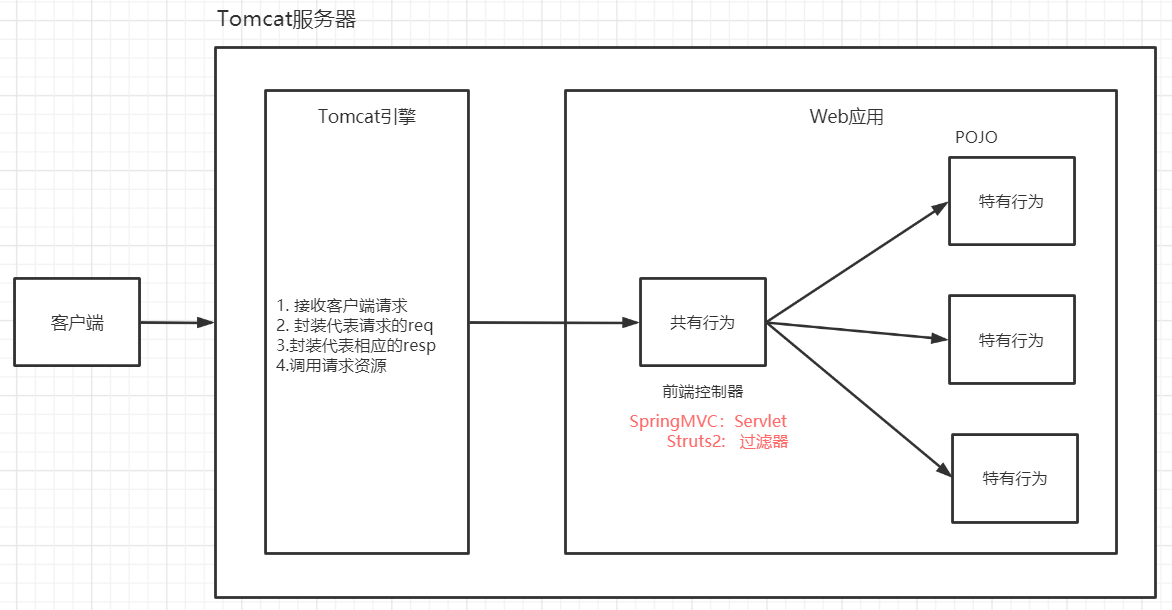 Tomcat服务器
Tomcat引擎
1. 接收客户端请求
2. 封装代表请求的req
3.封装代表相应的resp
4.调用请求资源
客户端
Web应用
共有行为
前端控制器
SpringMVC：Servlet
Struts2： 过滤器
POJO
特有行为
特有行为
特有行为